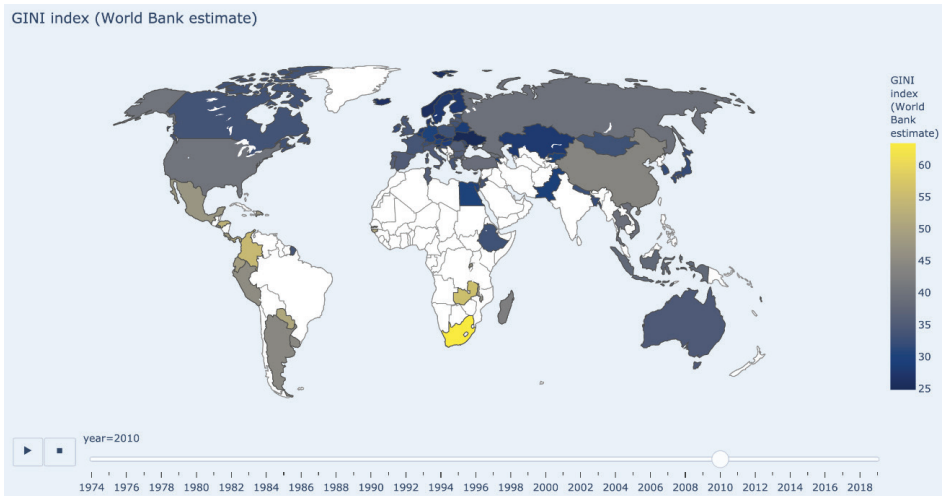 GINI index (World Bank estimate)
GINI
index
(World
Bank
estimate)
60
55
50
45
40
35
30
25
year=2010
1974 1976 1978 1980 1982 1984 1986 1988 1990 1992 1994 1996 1998 2000 2002 2004 2006 2008 2010 2012 2014 2016 2018